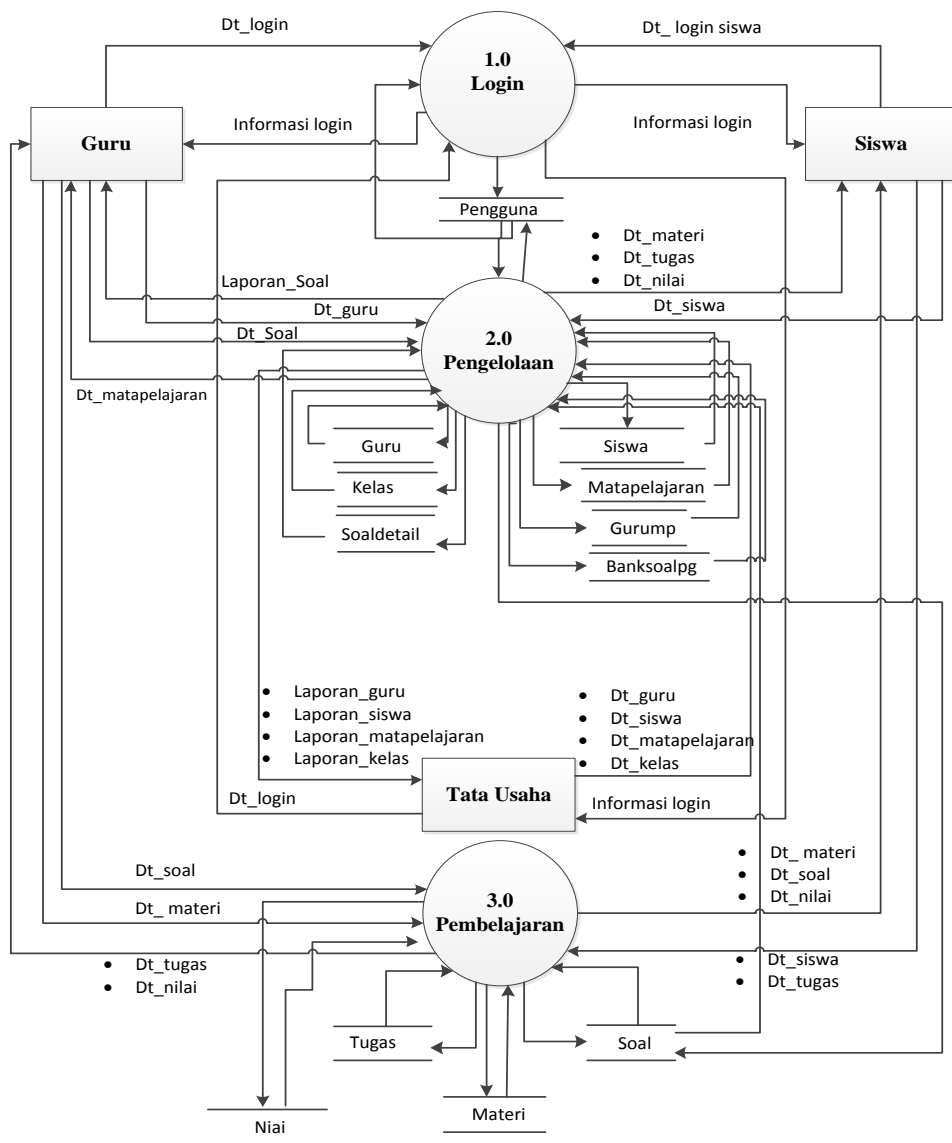 Dt_login
Dt_ login siswa
1.0
Login
Informasi login
Informasi login
Guru
Siswa
Pengguna
• Dt_materi
• Dt_tugas
• Dt_nilai
Laporan_Soal
Dt_siswa
Dt_guru
Dt_Soal
2.0
Pengelolaan
Dt_matapelajaran
Guru
Siswa
Kelas
Matapelajaran
Soaldetail
Gurump
Banksoalpg
• Laporan_guru
• Laporan_siswa
• Laporan_matapelajaran
• Laporan_kelas
• Dt_guru
• Dt_siswa
• Dt_matapelajaran
• Dt_kelas
Tata Usaha
Dt_login
Informasi login
Dt_soal
Dt_ materi
3.0
Pembelajaran
• Dt_ materi
• Dt_soal
• Dt_nilai
• Dt_tugas
• Dt_nilai
• Dt_siswa
• Dt_tugas
Tugas
Soal
Materi
Niai